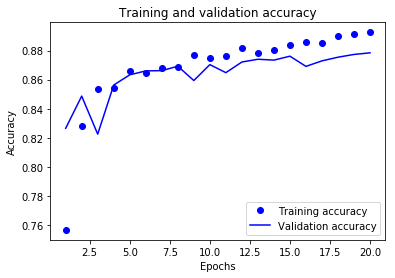 Training and validation accuracy
0.88
0.86
0.84
0.82
0.80
0.78
0.76
Accuracy
Training accuracy
Validation accuracy
2.5 5.0 7.5 10.0 12.5 15.0 17.5 20.0
Epochs